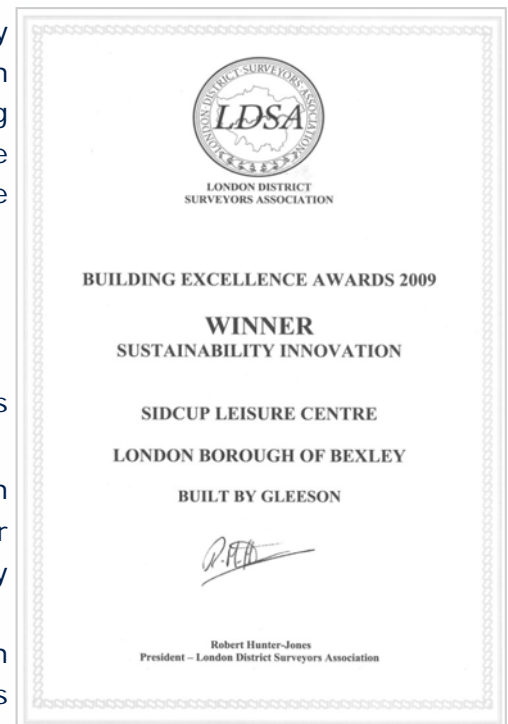 LONDON DISTRICT SURVEYORS ASSOCIATION
LDSA
LONDON DISTRICT
SURVEYORS ASSOCIATION
BUILDING EXCELLENCE AWARDS 2009
WINNER
SUSTAINABILITY INNOVATION
SIDCUP LEISURE CENTRE
LONDON BOROUGH OF BEXLEY
BUILT BY GLEESON
Robert Hunter-Jones
President – London District Surveyors Association